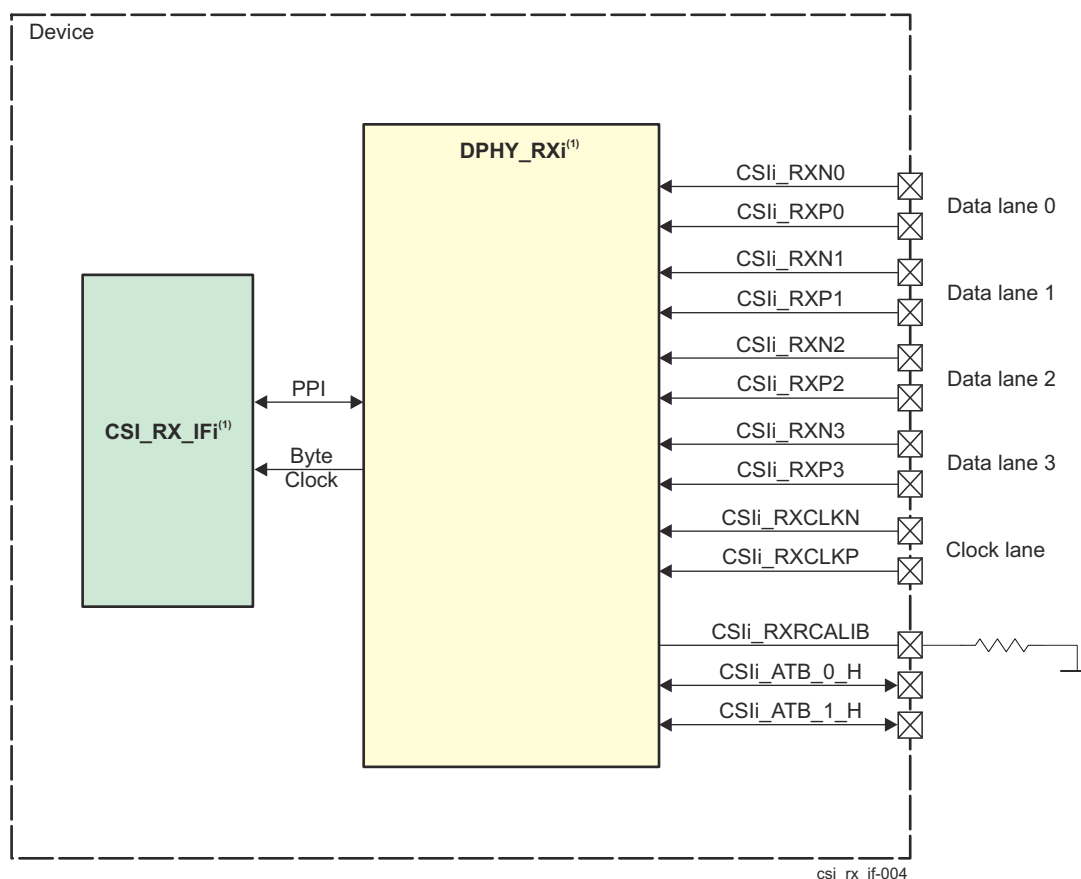 Device
DPHY_RXi(1)
CSIi_RXN0
CSIi_RXP0
Data lane 0
CSIi_RXN1
CSIi_RXP1
Data lane 1
CSIi_RXN2
CSIi_RXP2
Data lane 2
CSIi_RXN3
CSIi_RXP3
Data lane 3
CSIi_RXCLKN
CSIi_RXCLKP
Clock lane
CSIi_RXRCALIB
CSIi_ATB_0_H
CSIi_ATB_1_H
PPI
Byte
Clock
CSI_RX_IFi(1)
csi_rx_if-004